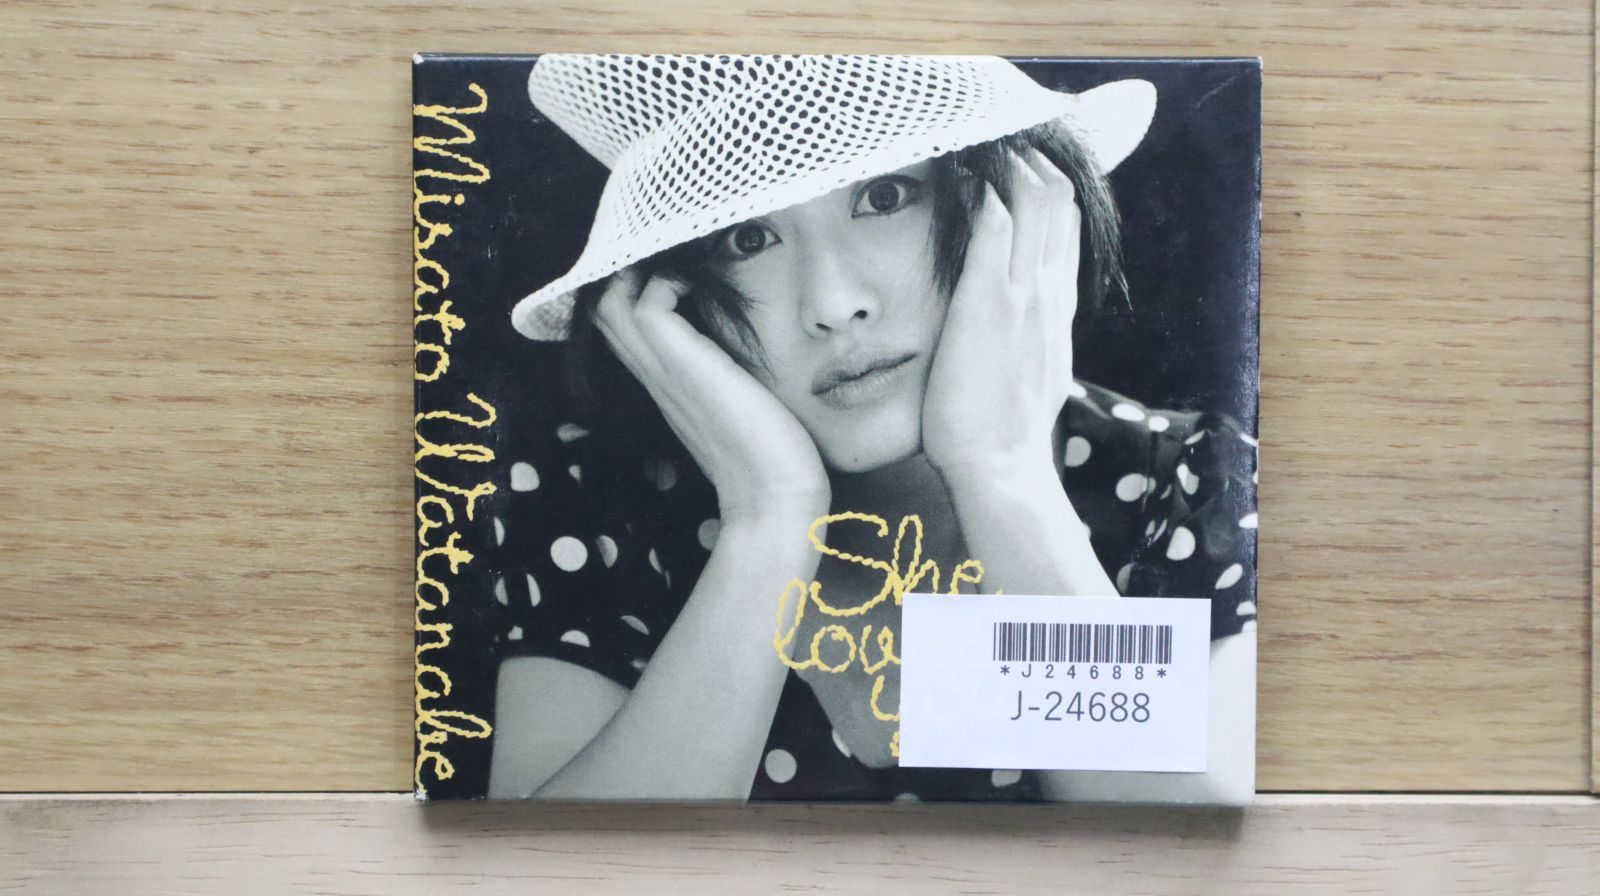 Misato Watanabe
She
*J24688*
J-24688